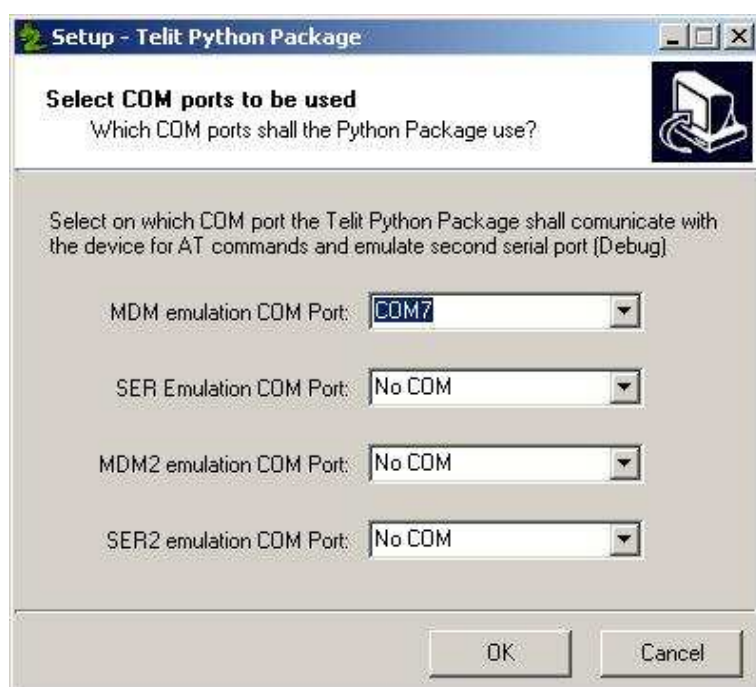 Setup - Telit Python Package
Select COM ports to be used
Which COM ports shall the Python Package use?
Select on which COM port the Telit Python Package shall comunicate with
the device for AT commands and emulate second serial port (Debug)
MDM emulation COM Port: COM7
SER Emulation COM Port: No COM
MDM2 emulation COM Port: No COM
SER2 emulation COM Port: No COM
OK Cancel